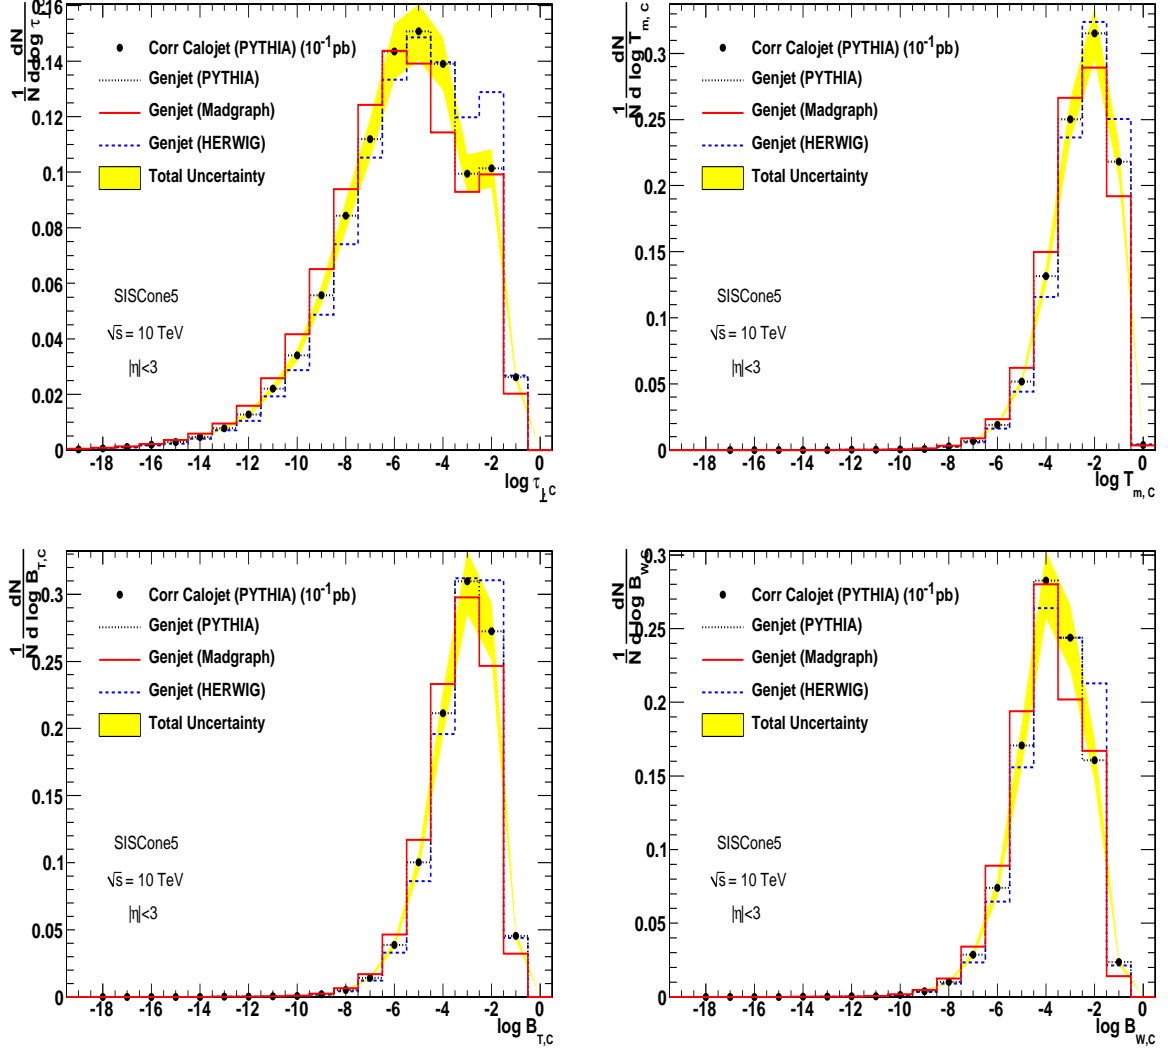 1/N dN/d log τ
0.16
0.14
0.12
0.1
0.08
0.06
0.04
0.02
0
Corr Calojet (PYTHIA) (10⁻¹pb)
Genjet (PYTHIA)
Genjet (Madgraph)
Genjet (HERWIG)
Total Uncertainty
SISCone5
√s = 10 TeV
|η|<3
-18 -16 -14 -12 -10 -8 -6 -4 -2 0
log τ⊥,C
1/N dN/d log T m, C
0.3
0.25
0.2
0.15
0.1
0.05
0
Corr Calojet (PYTHIA) (10⁻¹pb)
Genjet (PYTHIA)
Genjet (Madgraph)
Genjet (HERWIG)
Total Uncertainty
SISCone5
√s = 10 TeV
|η|<3
-18 -16 -14 -12 -10 -8 -6 -4 -2 0
log T m, C
1/N dN/d log B T,C
0.3
0.25
0.2
0.15
0.1
0.05
0
Corr Calojet (PYTHIA) (10⁻¹pb)
Genjet (PYTHIA)
Genjet (Madgraph)
Genjet (HERWIG)
Total Uncertainty
SISCone5
√s = 10 TeV
|η|<3
-18 -16 -14 -12 -10 -8 -6 -4 -2 0
log B T,C
1/N dN/d log B W,C
0.3
0.25
0.2
0.15
0.1
0.05
0
Corr Calojet (PYTHIA) (10⁻¹pb)
Genjet (PYTHIA)
Genjet (Madgraph)
Genjet (HERWIG)
Total Uncertainty
SISCone5
√s = 10 TeV
|η|<3
-18 -16 -14 -12 -10 -8 -6 -4 -2 0
log B W,C